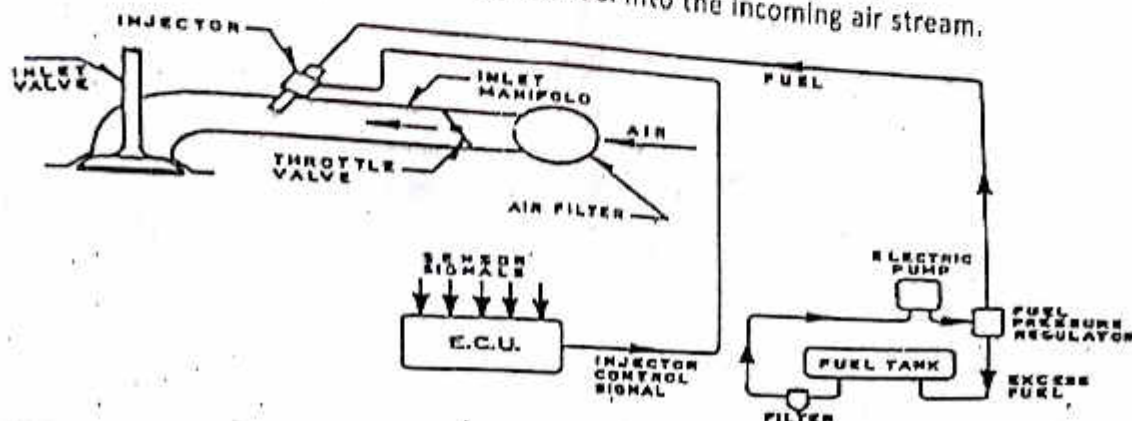 into the incoming air stream.
INJECTOR
INLET
VALVE
INLET
MANIFOLO
FUEL
AIR
THROTTLE
VALVE
AIR FILTER
SENSOR
SIGNALS
ELECTRIC
PUMP
E.C.U.
INJECTOR
CONTROL
SIGNAL
FUEL
PRESSURE
REGULATOR
FUEL TANK
EXCESS
FUEL
FILTER